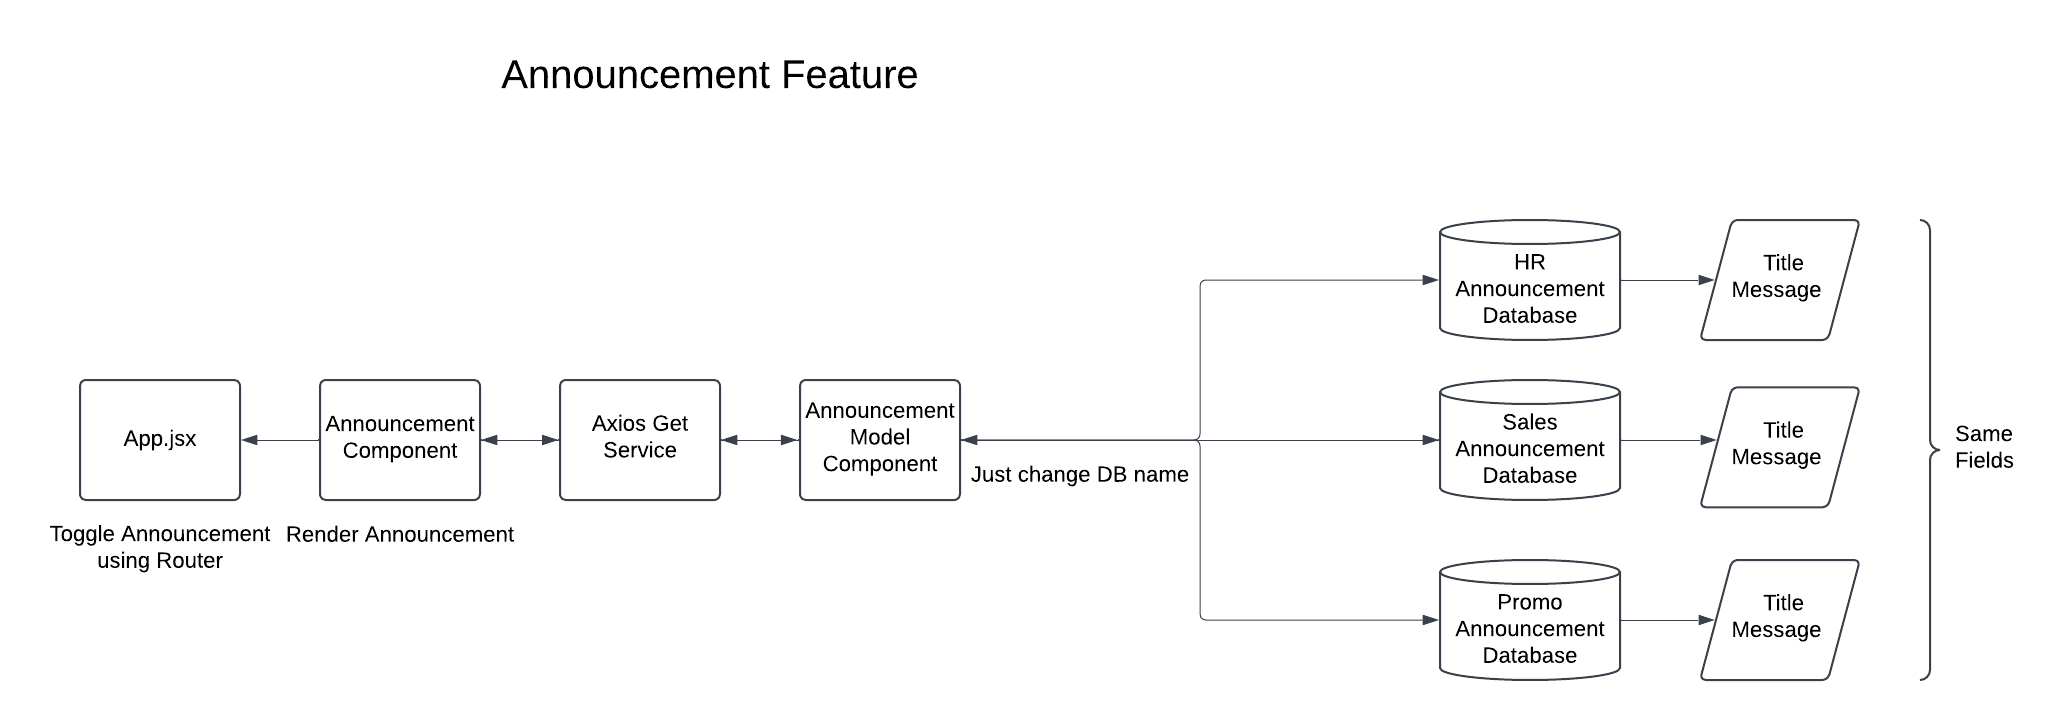 Announcement Feature
App.jsx
Toggle Announcement
using Router
Announcement
Component
Render Announcement
Axios Get
Service
Announcement
Model
Component
Just change DB name
HR
Announcement
Database
Title
Message
Sales
Announcement
Database
Title
Message
Promo
Announcement
Database
Title
Message
Same
Fields